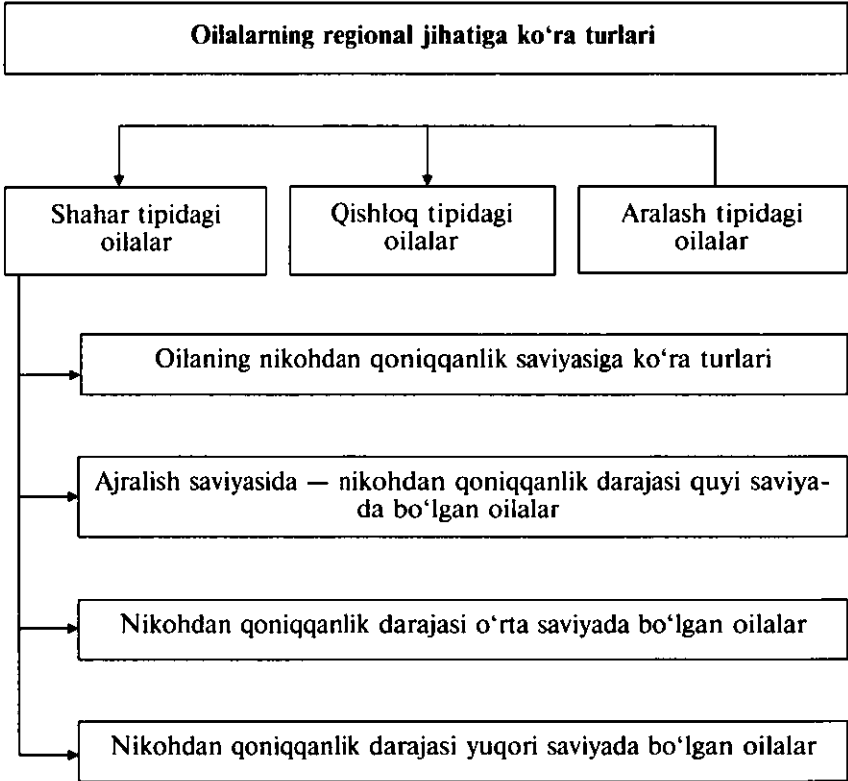 Oilalarning regional jihatiga ko‘ra turlari
Shahar tipidagi
oilalar
Qishloq tipidagi
oilalar
Aralash tipidagi
oilalar
Oilaning nikohdan qoniqqanlik saviyasiga ko‘ra turlari
Ajralish saviyasida — nikohdan qoniqqanlik darajasi quyi saviya-
da bo‘lgan oilalar
Nikohdan qoniqqanlik darajasi o‘rta saviyada bo‘lgan oilalar
Nikohdan qoniqqanlik darajasi yuqori saviyada bo‘lgan oilalar